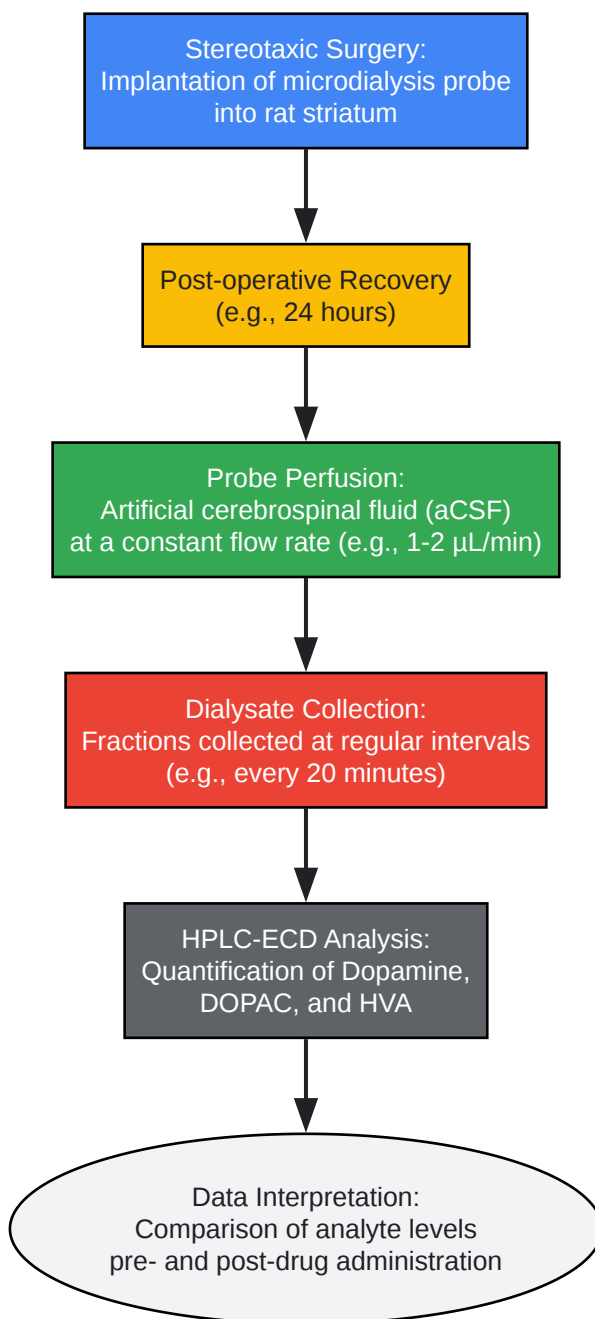 Stereotaxic Surgery:
Implantation of microdialysis probe
into rat striatum
Post-operative Recovery
(e.g., 24 hours)
Probe Perfusion:
Artificial cerebrospinal fluid (aCSF)
at a constant flow rate (e.g., 1-2 µL/min)
Dialysate Collection:
Fractions collected at regular intervals
(e.g., every 20 minutes)
HPLC-ECD Analysis:
Quantification of Dopamine,
DOPAC, and HVA
Data Interpretation:
Comparison of analyte levels
pre- and post-drug administration